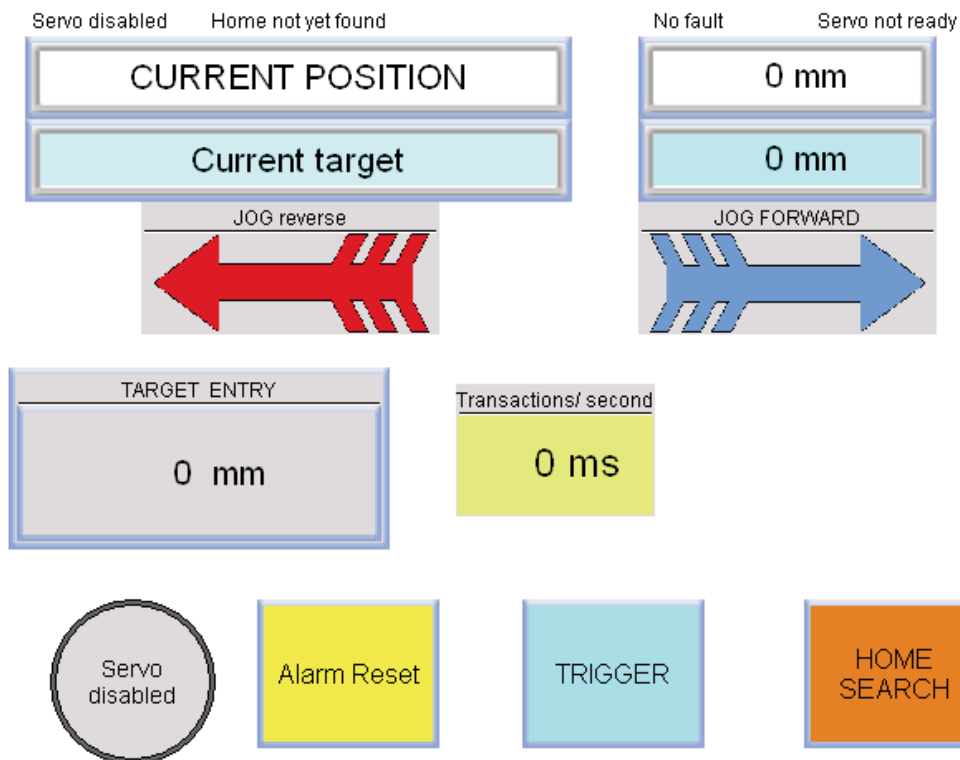 Servo disabled Home not yet found No fault Servo not ready
CURRENT POSITION 0 mm
Current target 0 mm
JOG reverse JOG FORWARD
TARGET ENTRY
0 mm
Transactions/ second
0 ms
Servo
disabled
Alarm Reset
TRIGGER
HOME
SEARCH